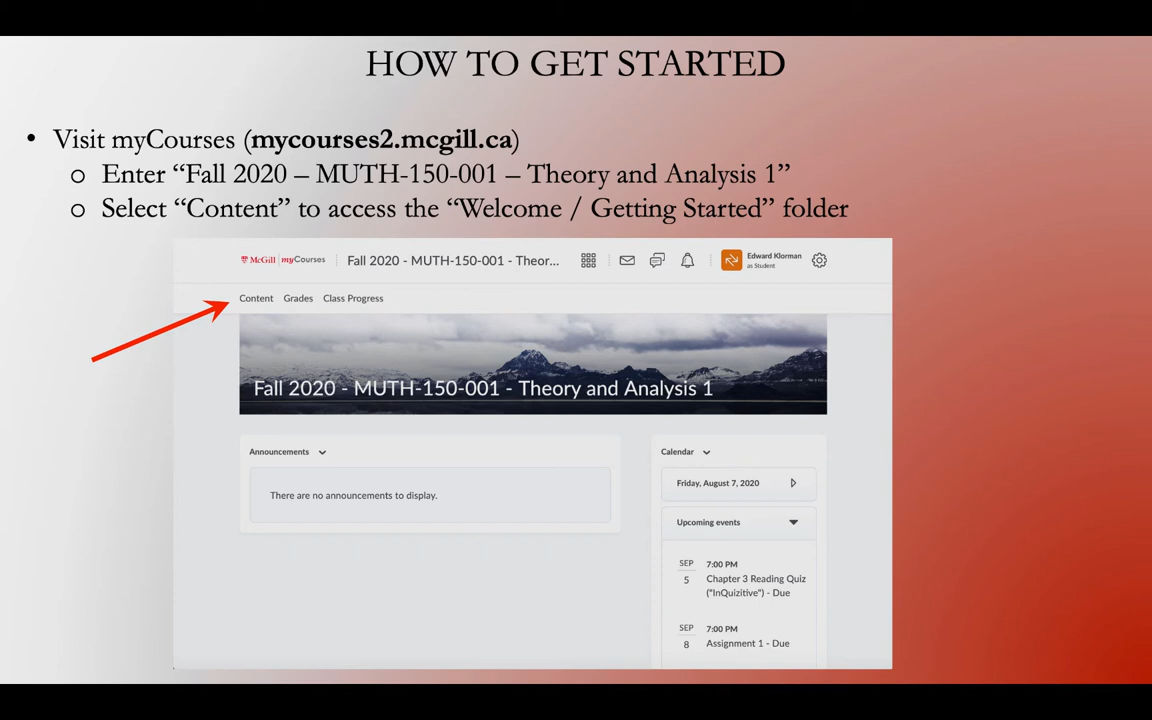 HOW TO GET STARTED
• Visit myCourses (mycourses2.mcgill.ca)
o Enter “Fall 2020 – MUTH-150-001 – Theory and Analysis 1”
o Select “Content” to access the “Welcome / Getting Started” folder
McGill | myCourses Fall 2020 - MUTH-150-001 - Theor... Edward Klorman
as Student
Content Grades Class Progress
Fall 2020 - MUTH-150-001 - Theory and Analysis 1
Announcements
There are no announcements to display.
Calendar
Friday, August 7, 2020
Upcoming events
SEP 7:00 PM
5 Chapter 3 Reading Quiz
("InQuizitive") - Due
SEP 7:00 PM
8 Assignment 1 - Due